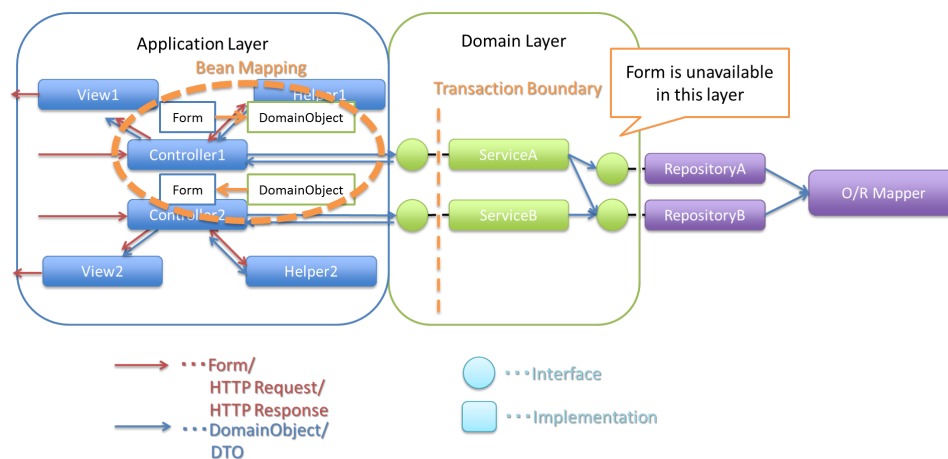 Application Layer
Domain Layer
Bean Mapping
Form is unavailable
in this layer
Transaction Boundary
View1
Helper1
Form
DomainObject
Controller1
ServiceA
RepositoryA
Form
DomainObject
O/R Mapper
Controller2
ServiceB
RepositoryB
View2
Helper2
・・・Form/
HTTP Request/
HTTP Response
・・・DomainObject/
DTO
・・・Interface
・・・Implementation